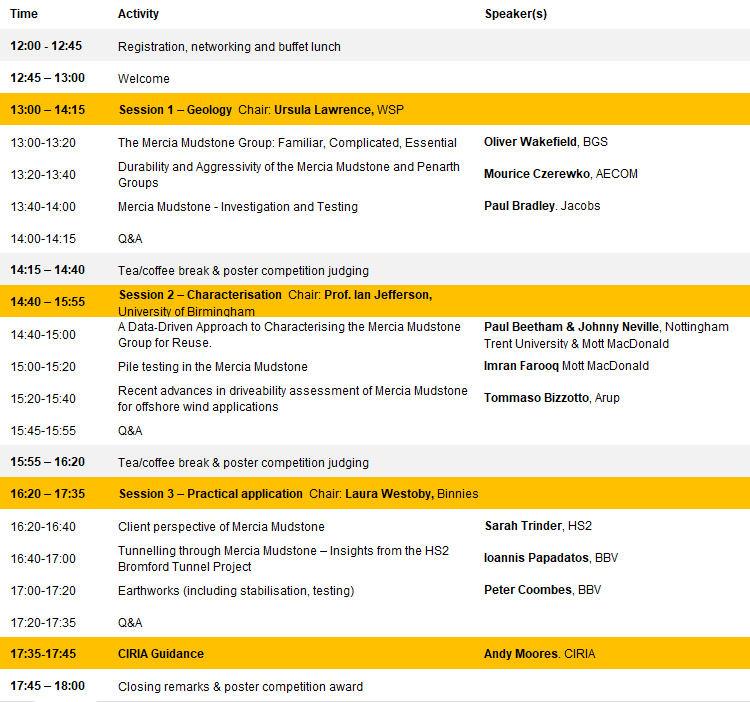 Time Activity Speaker(s)
12:00 - 12:45 Registration, networking and buffet lunch
12:45 – 13:00 Welcome
13:00 – 14:15 Session 1 – Geology Chair: Ursula Lawrence, WSP
13:00-13:20 The Mercia Mudstone Group: Familiar, Complicated, Essential Oliver Wakefield, BGS
13:20-13:40 Durability and Aggressivity of the Mercia Mudstone and Penarth
Groups Mourice Czerewko, AECOM
13:40-14:00 Mercia Mudstone - Investigation and Testing Paul Bradley. Jacobs
14:00-14:15 Q&A
14:15 – 14:40 Tea/coffee break & poster competition judging
14:40 – 15:55 Session 2 – Characterisation Chair: Prof. Ian Jefferson,
University of Birmingham
14:40-15:00 A Data-Driven Approach to Characterising the Mercia Mudstone Paul Beetham & Johnny Neville, Nottingham
Group for Reuse. Trent University & Mott MacDonald
15:00-15:20 Pile testing in the Mercia Mudstone Imran Farooq Mott MacDonald
15:20-15:40 Recent advances in driveability assessment of Mercia Mudstone
for offshore wind applications Tommaso Bizzotto, Arup
15:45-15:55 Q&A
15:55 – 16:20 Tea/coffee break & poster competition judging
16:20 – 17:35 Session 3 – Practical application Chair: Laura Westoby, Binnies
16:20-16:40 Client perspective of Mercia Mudstone Sarah Trinder, HS2
16:40-17:00 Tunnelling through Mercia Mudstone – Insights from the HS2
Bromford Tunnel Project Ioannis Papadatos, BBV
17:00-17:20 Earthworks (including stabilisation, testing) Peter Coombes, BBV
17:20-17:35 Q&A
17:35-17:45 CIRIA Guidance Andy Moores. CIRIA
17:45 – 18:00 Closing remarks & poster competition award